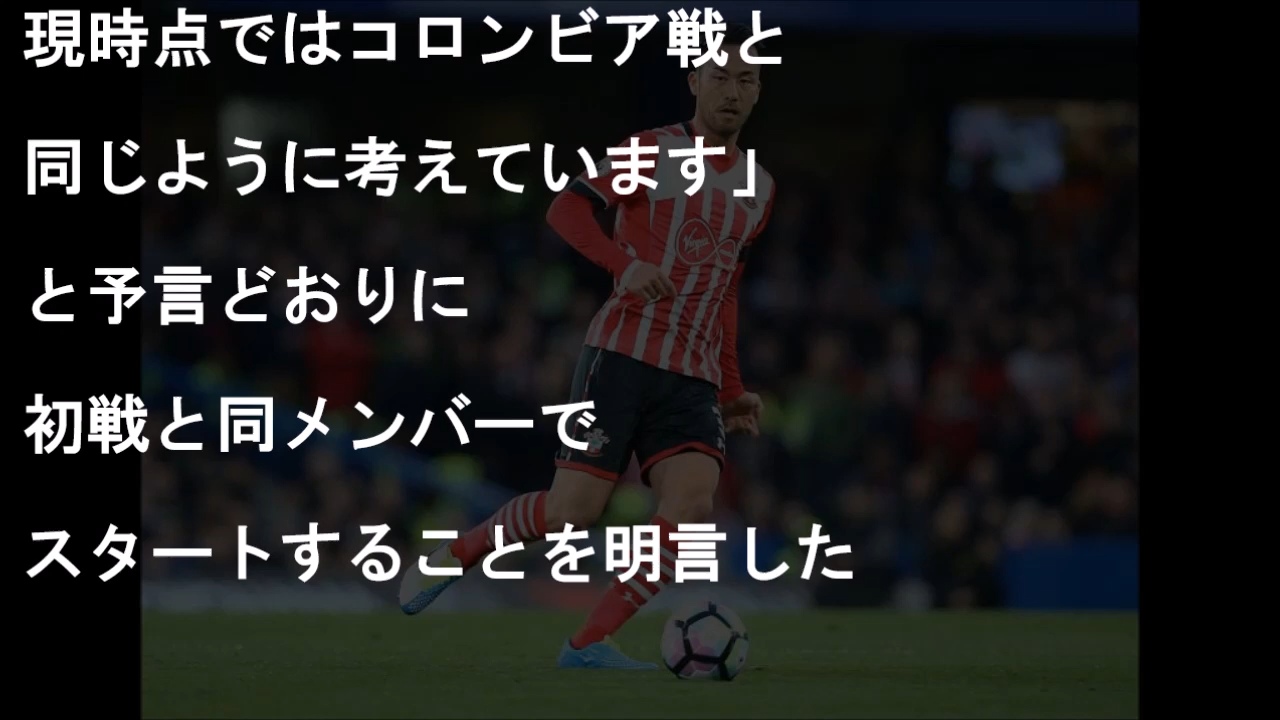 現時点ではコロンビア戦と
同じように考えています」
と予言どおりに
初戦と同メンバーで
スタートすることを明言した
Virgin